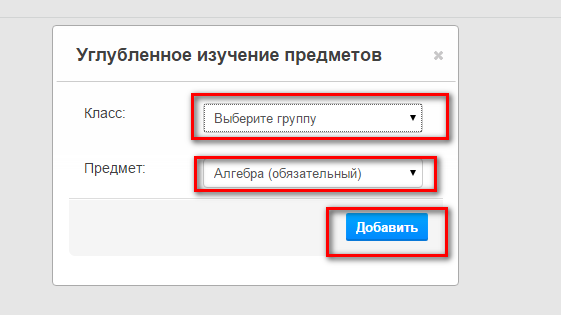 Углубленное изучение предметов ×
Класс: Выберите группу
Предмет: Алгебра (обязательный)
Добавить